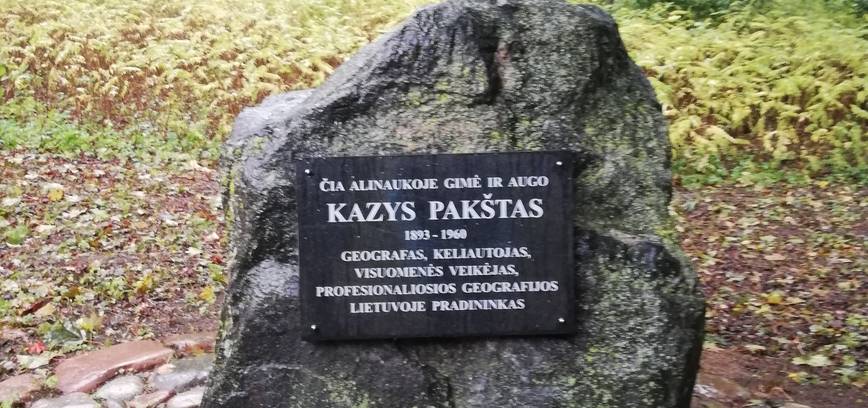 ČIA ALINAUKOJE GIMĖ IR AUGO
KAZYS PAKŠTAS
1893 - 1960
GEOGRAFAS, KELIAUTOJAS,
VISUOMENĖS VEIKĖJAS,
PROFESIONALIOSIOS GEOGRAFIJOS
LIETUVOJE PRADININKAS